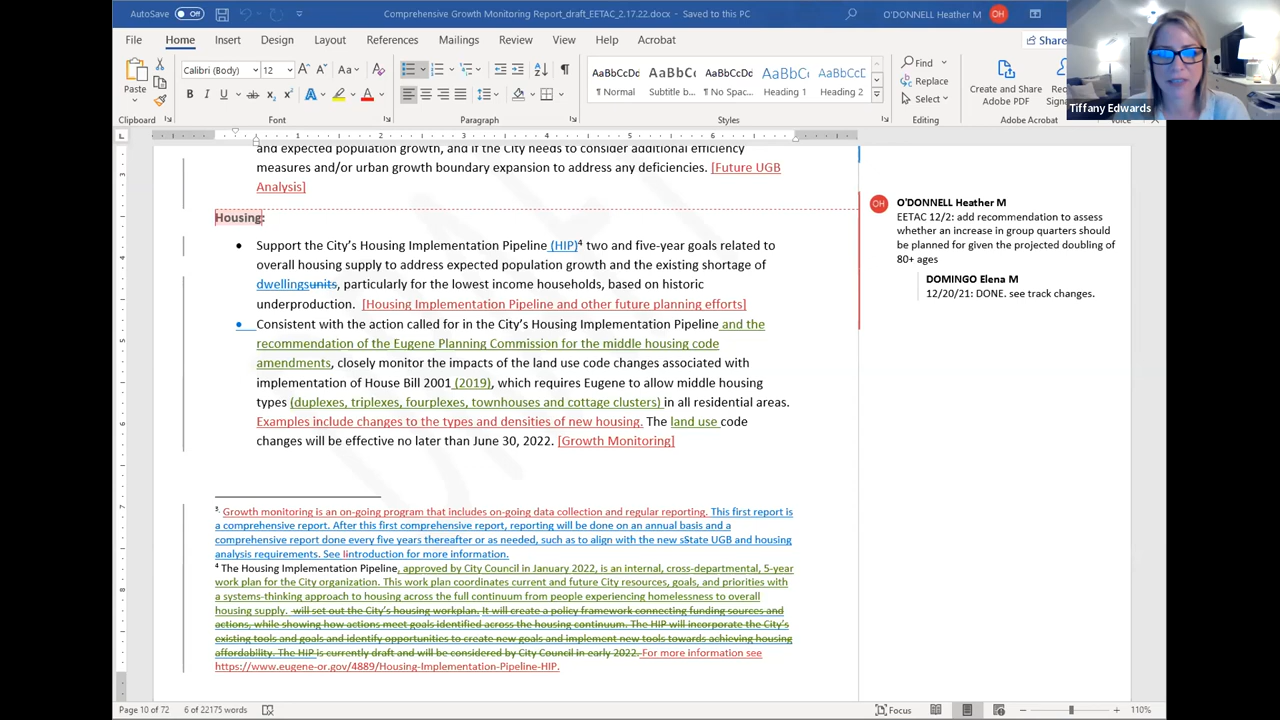 AutoSave Off
Comprehensive Growth Monitoring Report_draft_EETAC_2.17.22.docx - Saved to this PC
O'DONNELL Heather M OH
File Home Insert Design Layout References Mailings Review View Help Acrobat Share
Paste
Calibri (Body) 12
AaBbCcDd AaBbCc AaBbCcDd AaBbCcD AaBbCcD
¶ Normal Subtitle b... ¶ No Spac... Heading 1 Heading 2
Find
Replace
Select
Create and Share
Adobe PDF
Clipboard Font Paragraph Styles Editing Adobe Acrobat Voice
Tiffany Edwards
and expected population growth, and if the City needs to consider additional efficiency
measures and/or urban growth boundary expansion to address any deficiencies. [Future UGB
Analysis]
Housing:
• Support the City's Housing Implementation Pipeline (HIP)4 two and five-year goals related to
overall housing supply to address expected population growth and the existing shortage of
dwellingsunits, particularly for the lowest income households, based on historic
underproduction. [Housing Implementation Pipeline and other future planning efforts]
• Consistent with the action called for in the City's Housing Implementation Pipeline and the
recommendation of the Eugene Planning Commission for the middle housing code
amendments, closely monitor the impacts of the land use code changes associated with
implementation of House Bill 2001 (2019), which requires Eugene to allow middle housing
types (duplexes, triplexes, fourplexes, townhouses and cottage clusters) in all residential areas.
Examples include changes to the types and densities of new housing. The land use code
changes will be effective no later than June 30, 2022. [Growth Monitoring]
3. Growth monitoring is an on-going program that includes on-going data collection and regular reporting. This first report is
a comprehensive report. After this first comprehensive report, reporting will be done on an annual basis and a
comprehensive report done every five years thereafter or as needed, such as to align with the new sState UGB and housing
analysis requirements. See Iintroduction for more information.
4 The Housing Implementation Pipeline, approved by City Council in January 2022, is an internal, cross-departmental, 5-year
work plan for the City organization. This work plan coordinates current and future City resources, goals, and priorities with
a systems-thinking approach to housing across the full continuum from people experiencing homelessness to overall
housing supply. will set out the City's housing workplan. It will create a policy framework connecting funding sources and
actions, while showing how actions meet goals identified across the housing continuum. The HIP will incorporate the City's
existing tools and goals and identify opportunities to create new goals and implement new tools towards achieving housing
affordability. The HIP is currently draft and will be considered by City Council in early 2022. For more information see
https://www.eugene-or.gov/4889/Housing-Implementation-Pipeline-HIP.
OH O'DONNELL Heather M
EETAC 12/2: add recommendation to assess
whether an increase in group quarters should
be planned for given the projected doubling of
80+ ages
DOMINGO Elena M
12/20/21: DONE. see track changes.
Page 10 of 72 6 of 22175 words Focus 110%